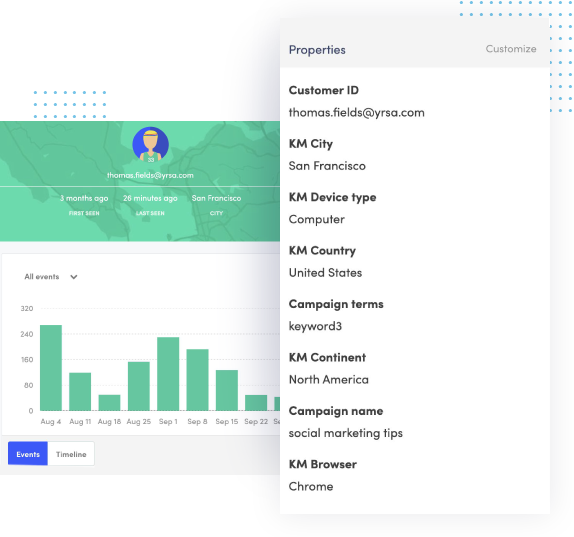 Properties
Customize
Customer ID
thomas.fields@yrsa.com
KM City
San Francisco
KM Device type
Computer
KM Country
United States
Campaign terms
keyword3
KM Continent
North America
Campaign name
social marketing tips
KM Browser
Chrome
thomas.fields@yrsa.com
3 months ago 26 minutes ago San Francisco
FIRST SEEN LAST SEEN CITY
All events
320
240
160
80
0
Aug 4 Aug 11 Aug 18 Aug 25 Sep 1 Sep 8 Sep 15 Sep 22
Events Timeline